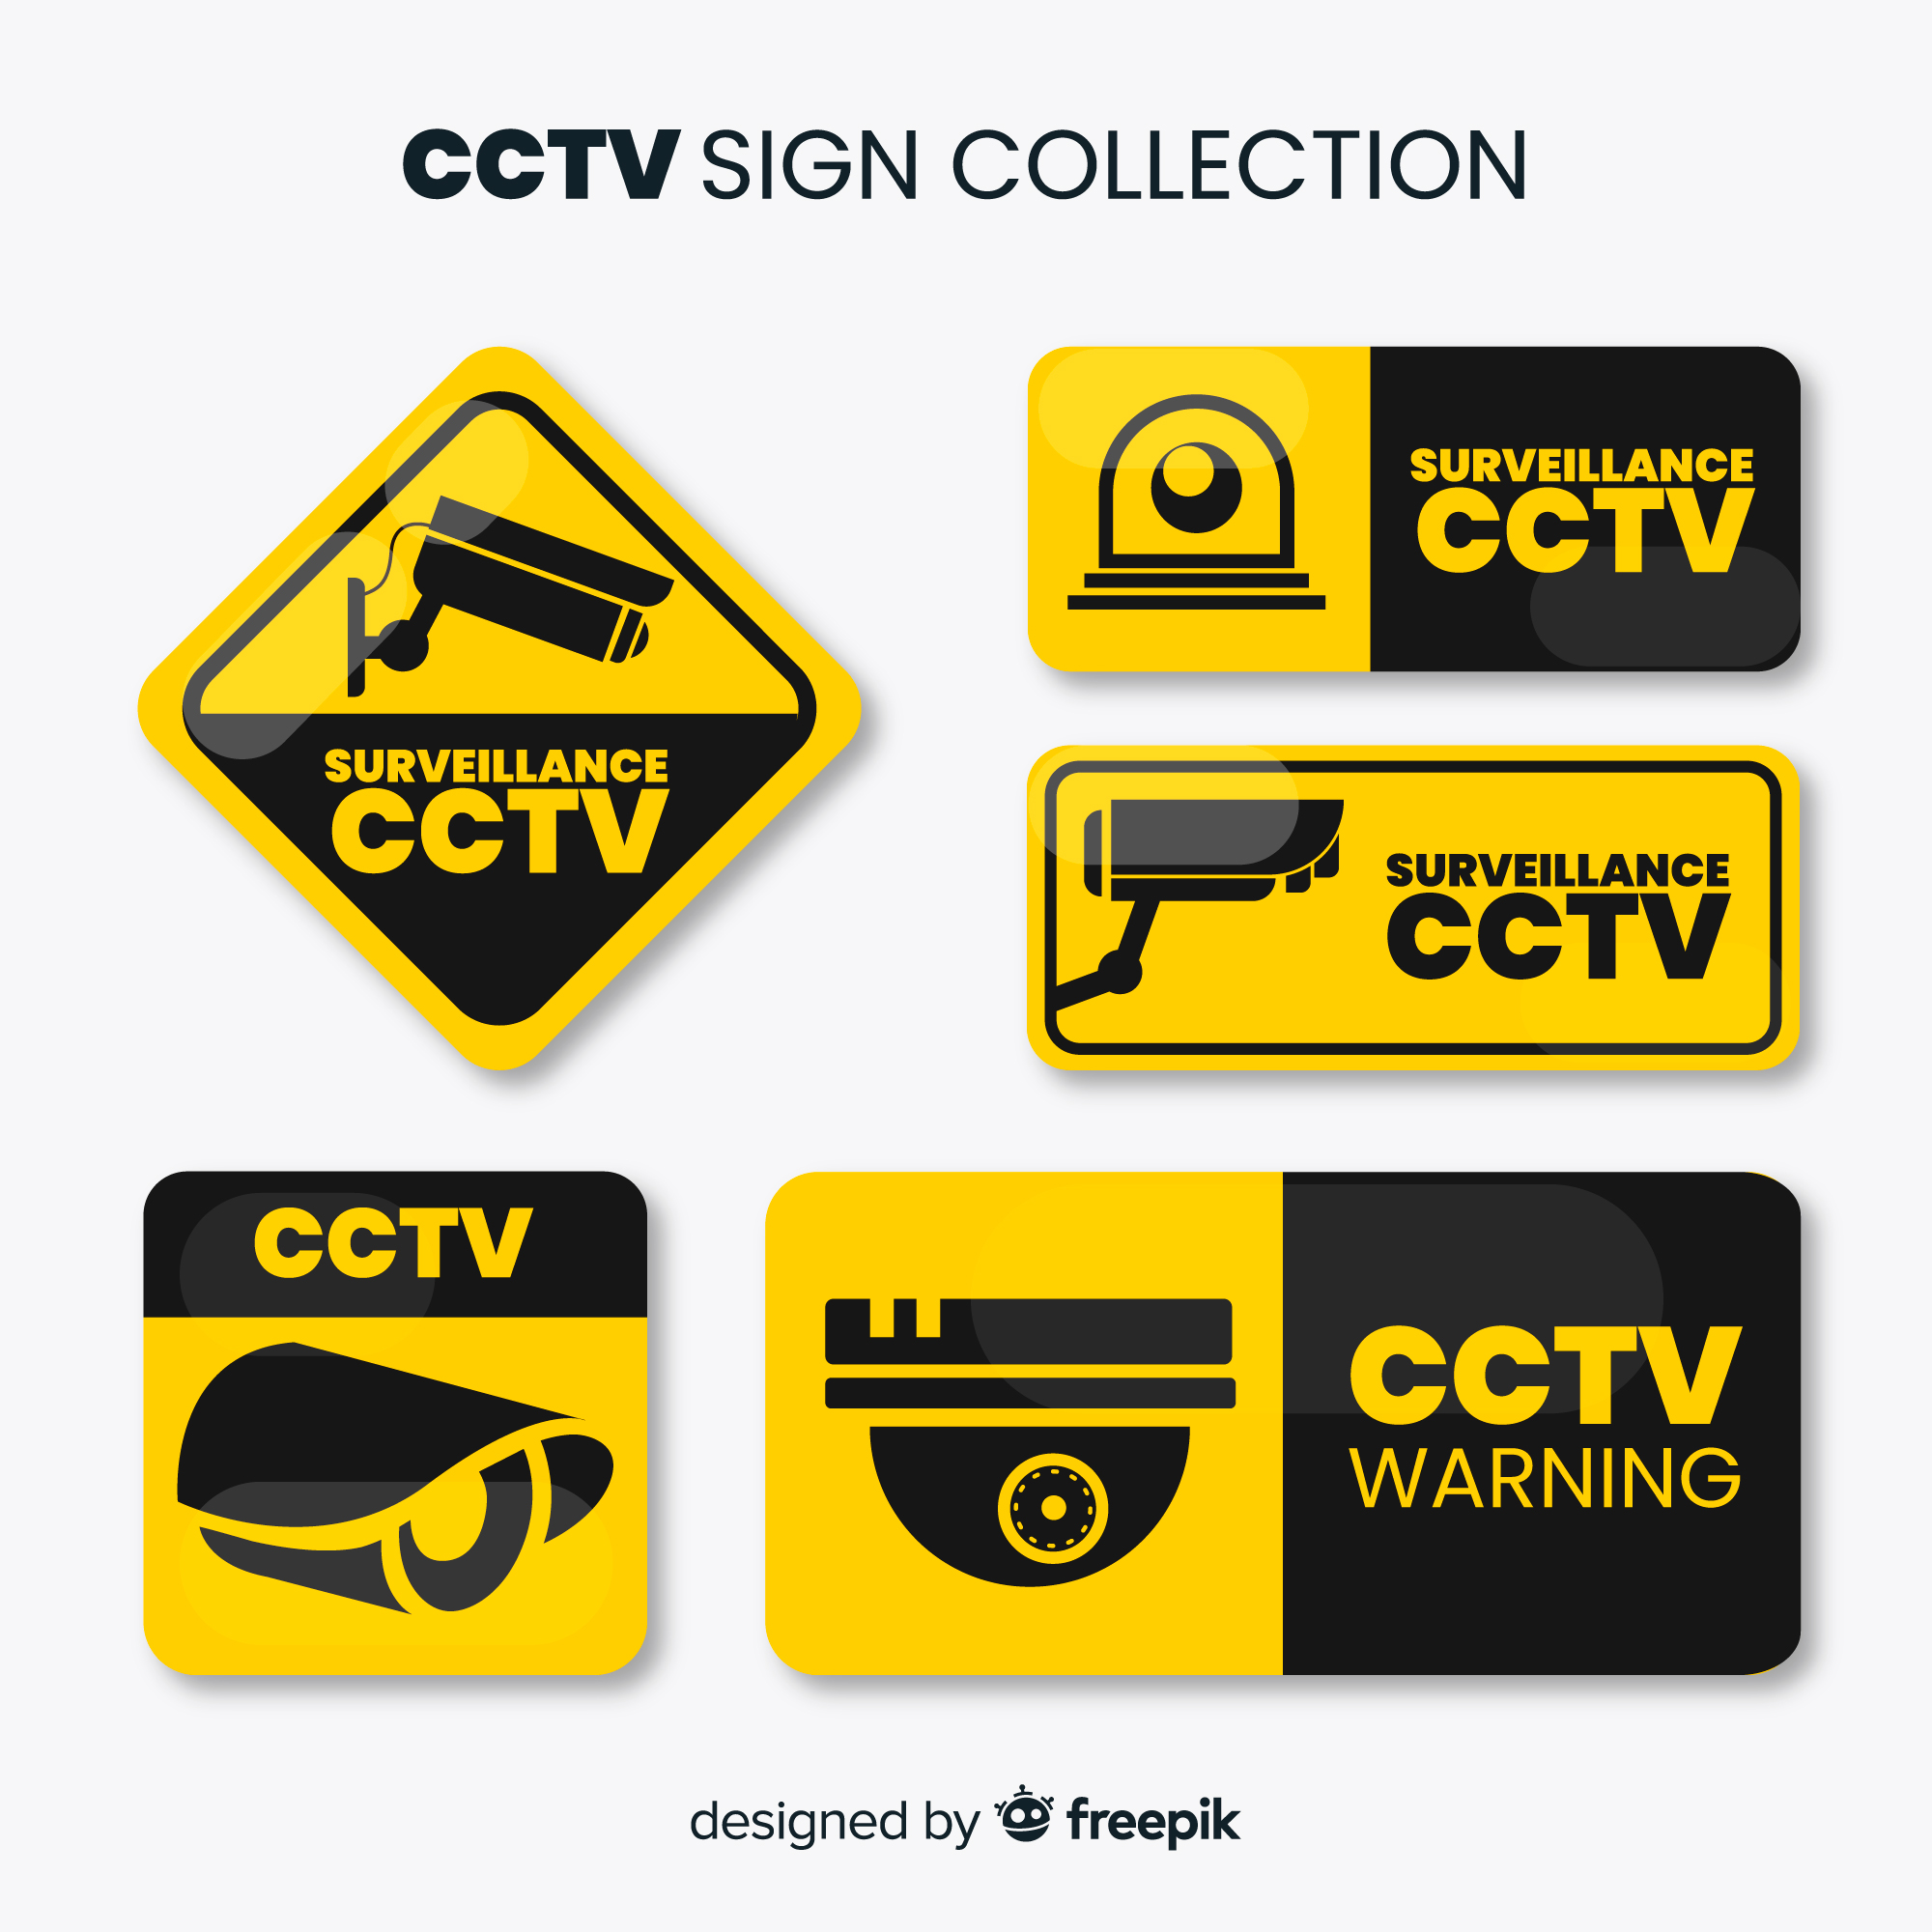 CCTV SIGN COLLECTION
SURVEILLANCE
CCTV
SURVEILLANCE
CCTV
SURVEILLANCE
CCTV
CCTV
CCTV
WARNING
designed by freepik